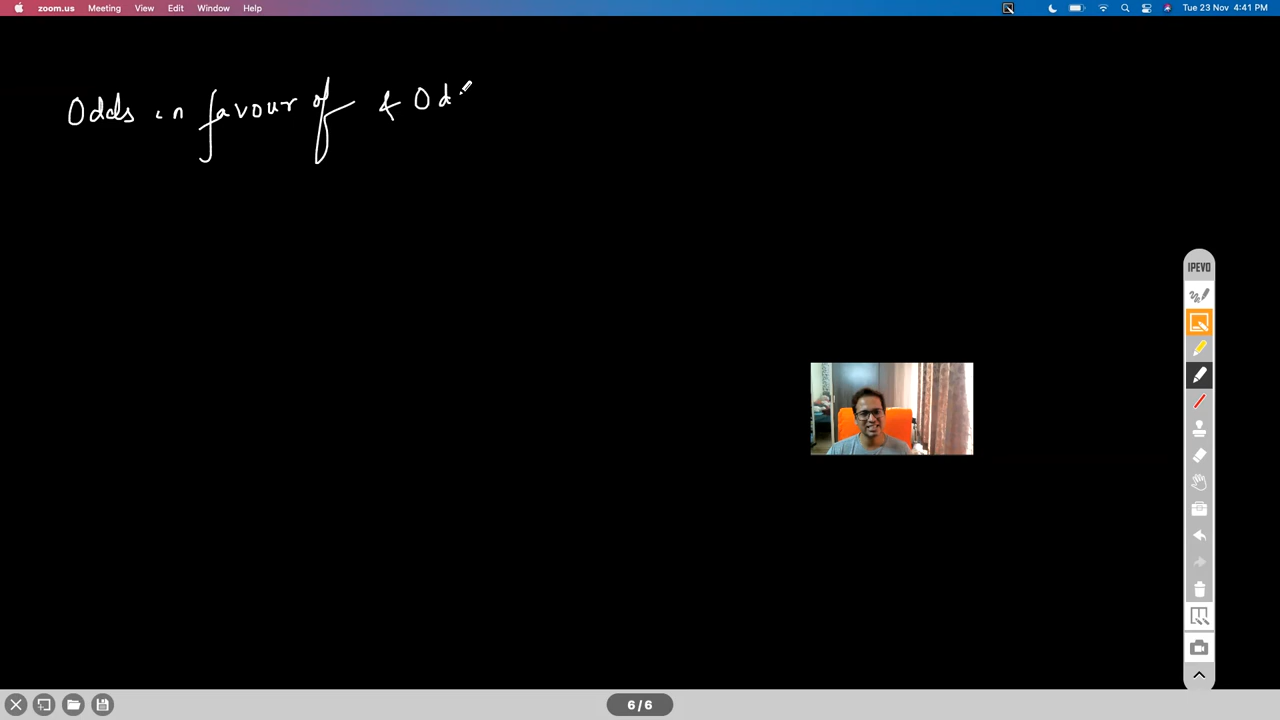 zoom.us Meeting View Edit Window Help Tue 23 Nov 4:41 PM
Odds in favour of & Od
IPEVO
6/6